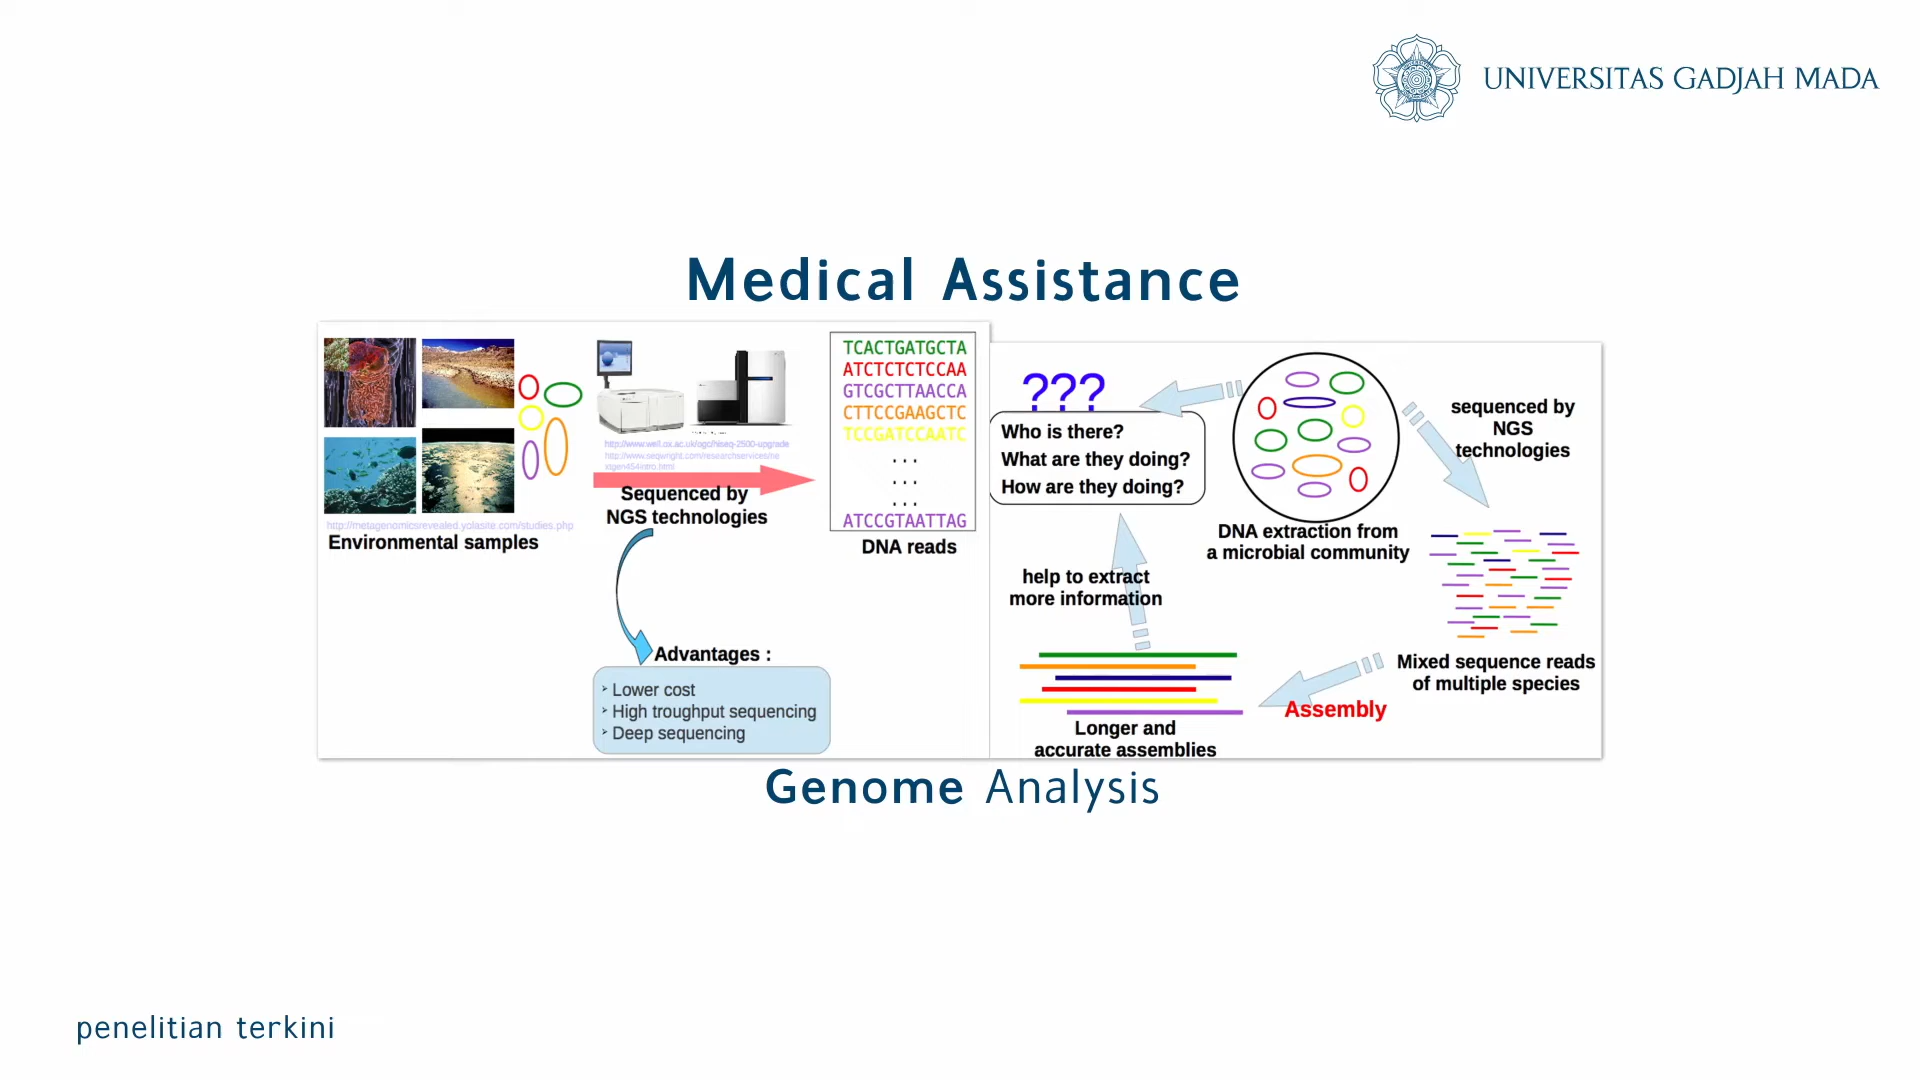 UNIVERSITAS GADJAH MADA
Medical Assistance
http://metagenomicsrevealed.yolasite.com/studies.php
Environmental samples
http://www.well.ox.ac.uk/ogc/hiseq-2500-upgrade
http://www.seqwright.com/researchservices/ne
xtgen454intro.html
Sequenced by
NGS technologies
TCACTGATGCTA
ATCTCTCTCCAA
GTCGCTTAACCA
CTTCCGAAGCTC
TCCGATCCAATC
...
...
...
ATCCGTAATTAG
DNA reads
Advantages :
➢ Lower cost
➢ High troughput sequencing
➢ Deep sequencing
???
Who is there?
What are they doing?
How are they doing?
DNA extraction from
a microbial community
sequenced by
NGS
technologies
Mixed sequence reads
of multiple species
Assembly
Longer and
accurate assemblies
help to extract
more information
Genome Analysis
penelitian terkini